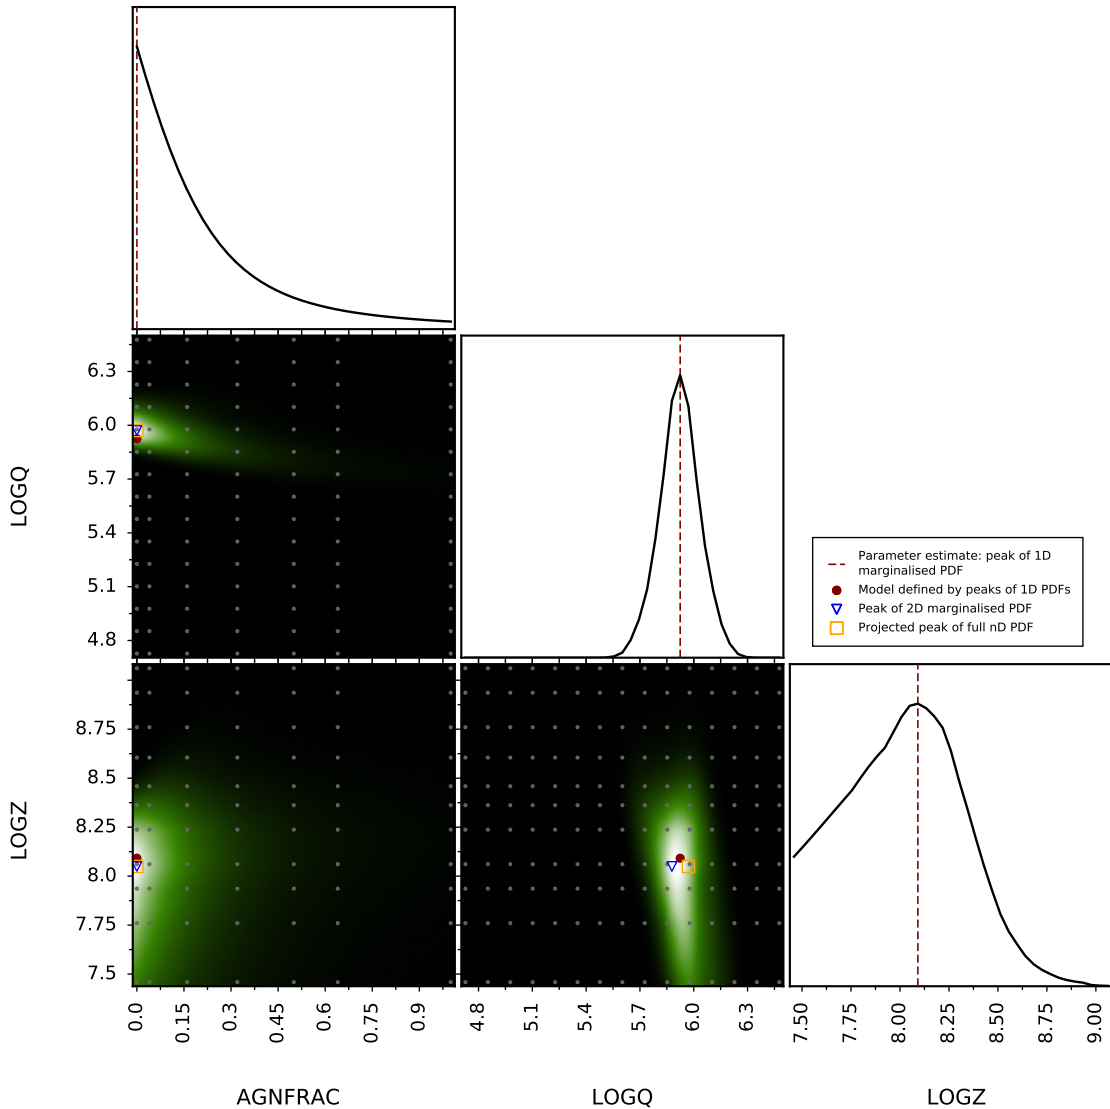 6.3
6.0
5.7
5.4
5.1
4.8
LOGQ
Parameter estimate: peak of 1D
marginalised PDF
Model defined by peaks of 1D PDFs
Peak of 2D marginalised PDF
Projected peak of full nD PDF
8.75
8.5
8.25
8.0
7.75
7.5
LOGZ
0.0 0.15 0.3 0.45 0.6 0.75 0.9
4.8 5.1 5.4 5.7 6.0 6.3
7.50 7.75 8.00 8.25 8.50 8.75 9.00
AGNFRAC LOGQ LOGZ